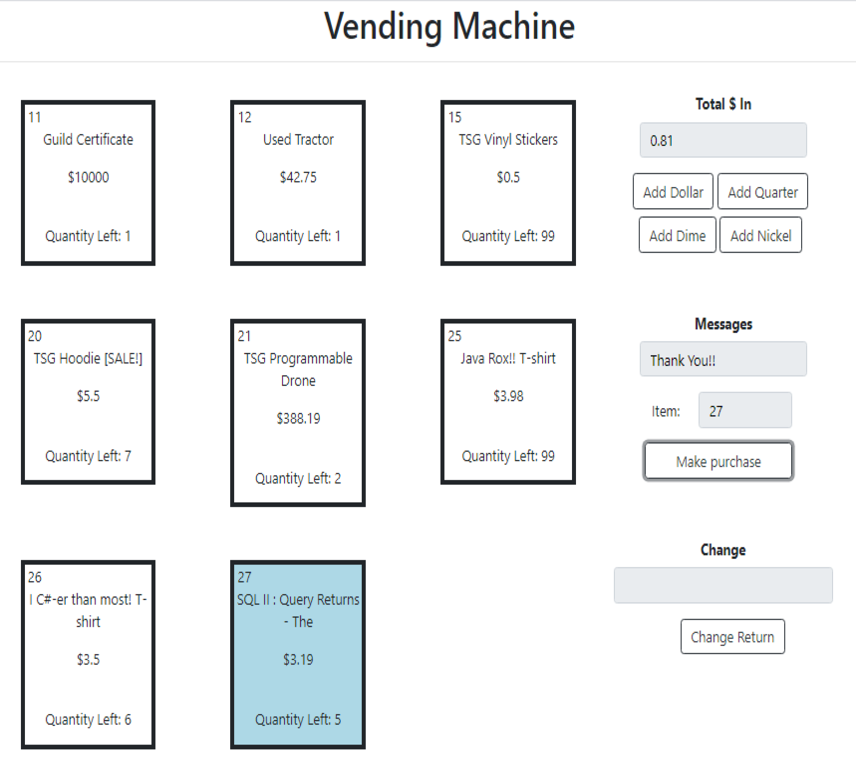 Vending Machine
11
Guild Certificate
$10000
Quantity Left: 1
12
Used Tractor
$42.75
Quantity Left: 1
15
TSG Vinyl Stickers
$0.5
Quantity Left: 99
20
TSG Hoodie [SALE!]
$5.5
Quantity Left: 7
21
TSG Programmable
Drone
$388.19
Quantity Left: 2
25
Java Rox!! T-shirt
$3.98
Quantity Left: 99
26
I C#-er than most! T-
shirt
$3.5
Quantity Left: 6
27
SQL II : Query Returns
- The
$3.19
Quantity Left: 5
Total $ In
0.81
Add Dollar
Add Quarter
Add Dime
Add Nickel
Messages
Thank You!!
Item: 27
Make purchase
Change
Change Return